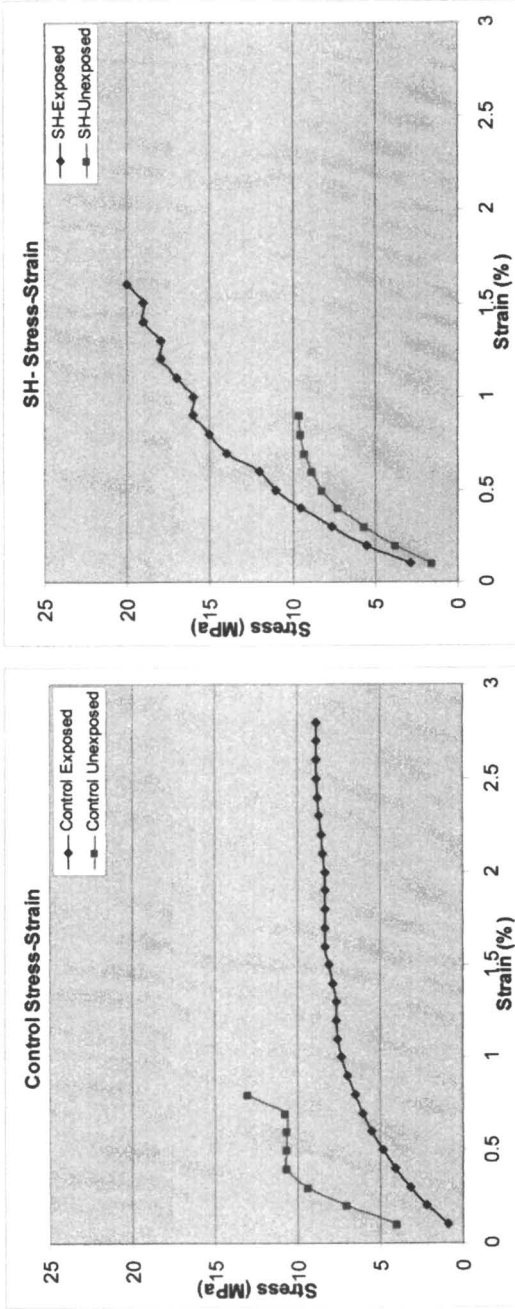 Control Stress-Strain
Control Exposed
Control Unexposed
Stress (MPa)
25
20
15
10
5
0
0
0.5
1
1.5
2
2.5
3
Strain (%)
SH- Stress-Strain
SH-Exposed
SH-Unexposed
Stress (MPa)
25
20
15
10
5
0
0
0.5
1
1.5
2
2.5
3
Strain (%)